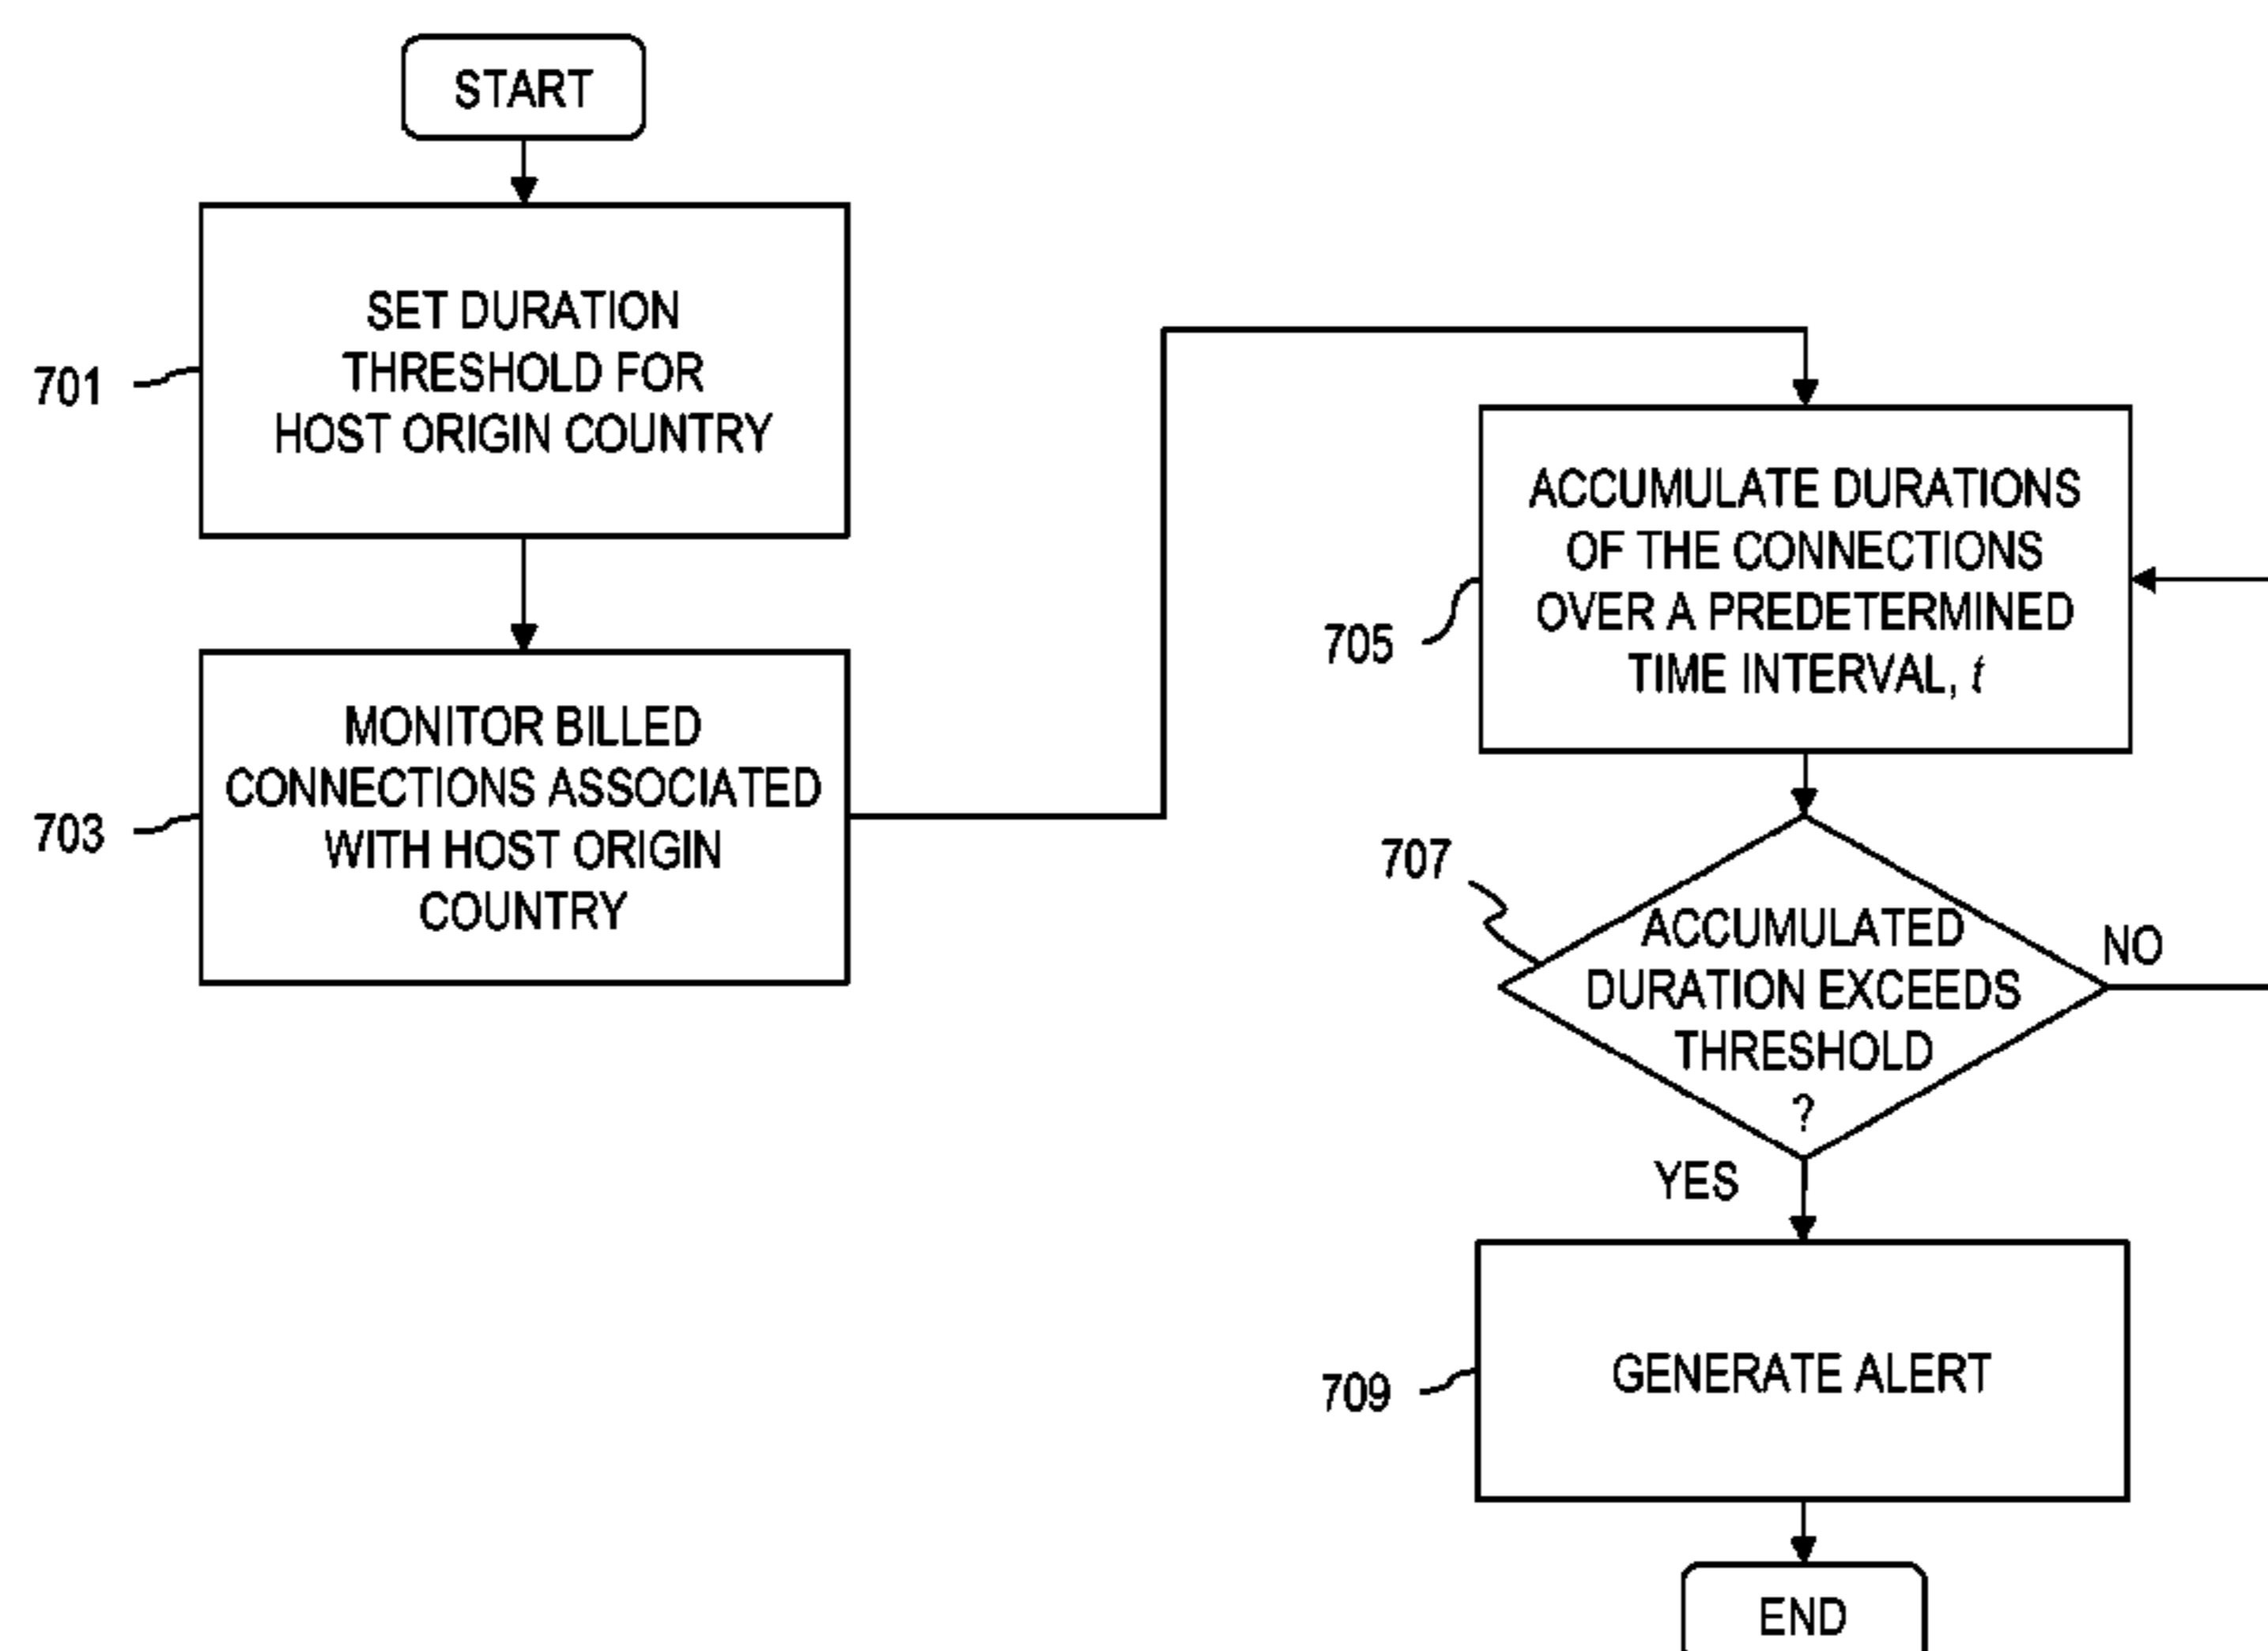 START
701
SET DURATION
THRESHOLD FOR
HOST ORIGIN COUNTRY
703
MONITOR BILLED
CONNECTIONS ASSOCIATED
WITH HOST ORIGIN
COUNTRY
705
ACCUMULATE DURATIONS
OF THE CONNECTIONS
OVER A PREDETERMINED
TIME INTERVAL, t
707
ACCUMULATED
DURATION EXCEEDS
THRESHOLD
?
NO
YES
709
GENERATE ALERT
END